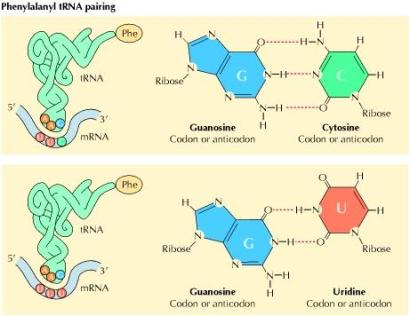 Phenylalanyl tRNA pairing
Phe
tRNA
5′
3′
mRNA
H
N
O
H
N
H
N
H
Ribose
N
G
N
H
N
C
H
N
N
H
O
N
H
Ribose
Guanosine
Codon or anticodon
Cytosine
Codon or anticodon
Phe
tRNA
5′
3′
mRNA
H
N
O
H
N
U
O
H
H
Ribose
N
G
N
H
O
N
Ribose
N
N
H
H
Guanosine
Codon or anticodon
Uridine
Codon or anticodon